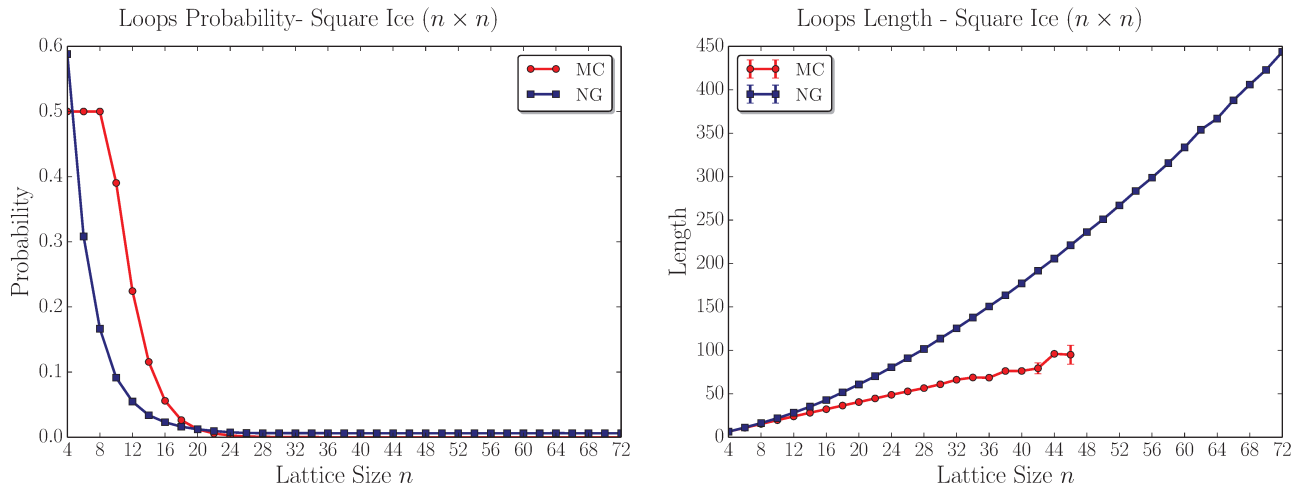 Loops Probability- Square Ice (n × n)
0.6
0.5
0.4
0.3
0.2
0.1
0.0
Probability
MC
NG
4 8 12 16 20 24 28 32 36 40 44 48 52 56 60 64 68 72
Lattice Size n
Loops Length - Square Ice (n × n)
450
400
350
300
250
200
150
100
50
0
Length
MC
NG
4 8 12 16 20 24 28 32 36 40 44 48 52 56 60 64 68 72
Lattice Size n